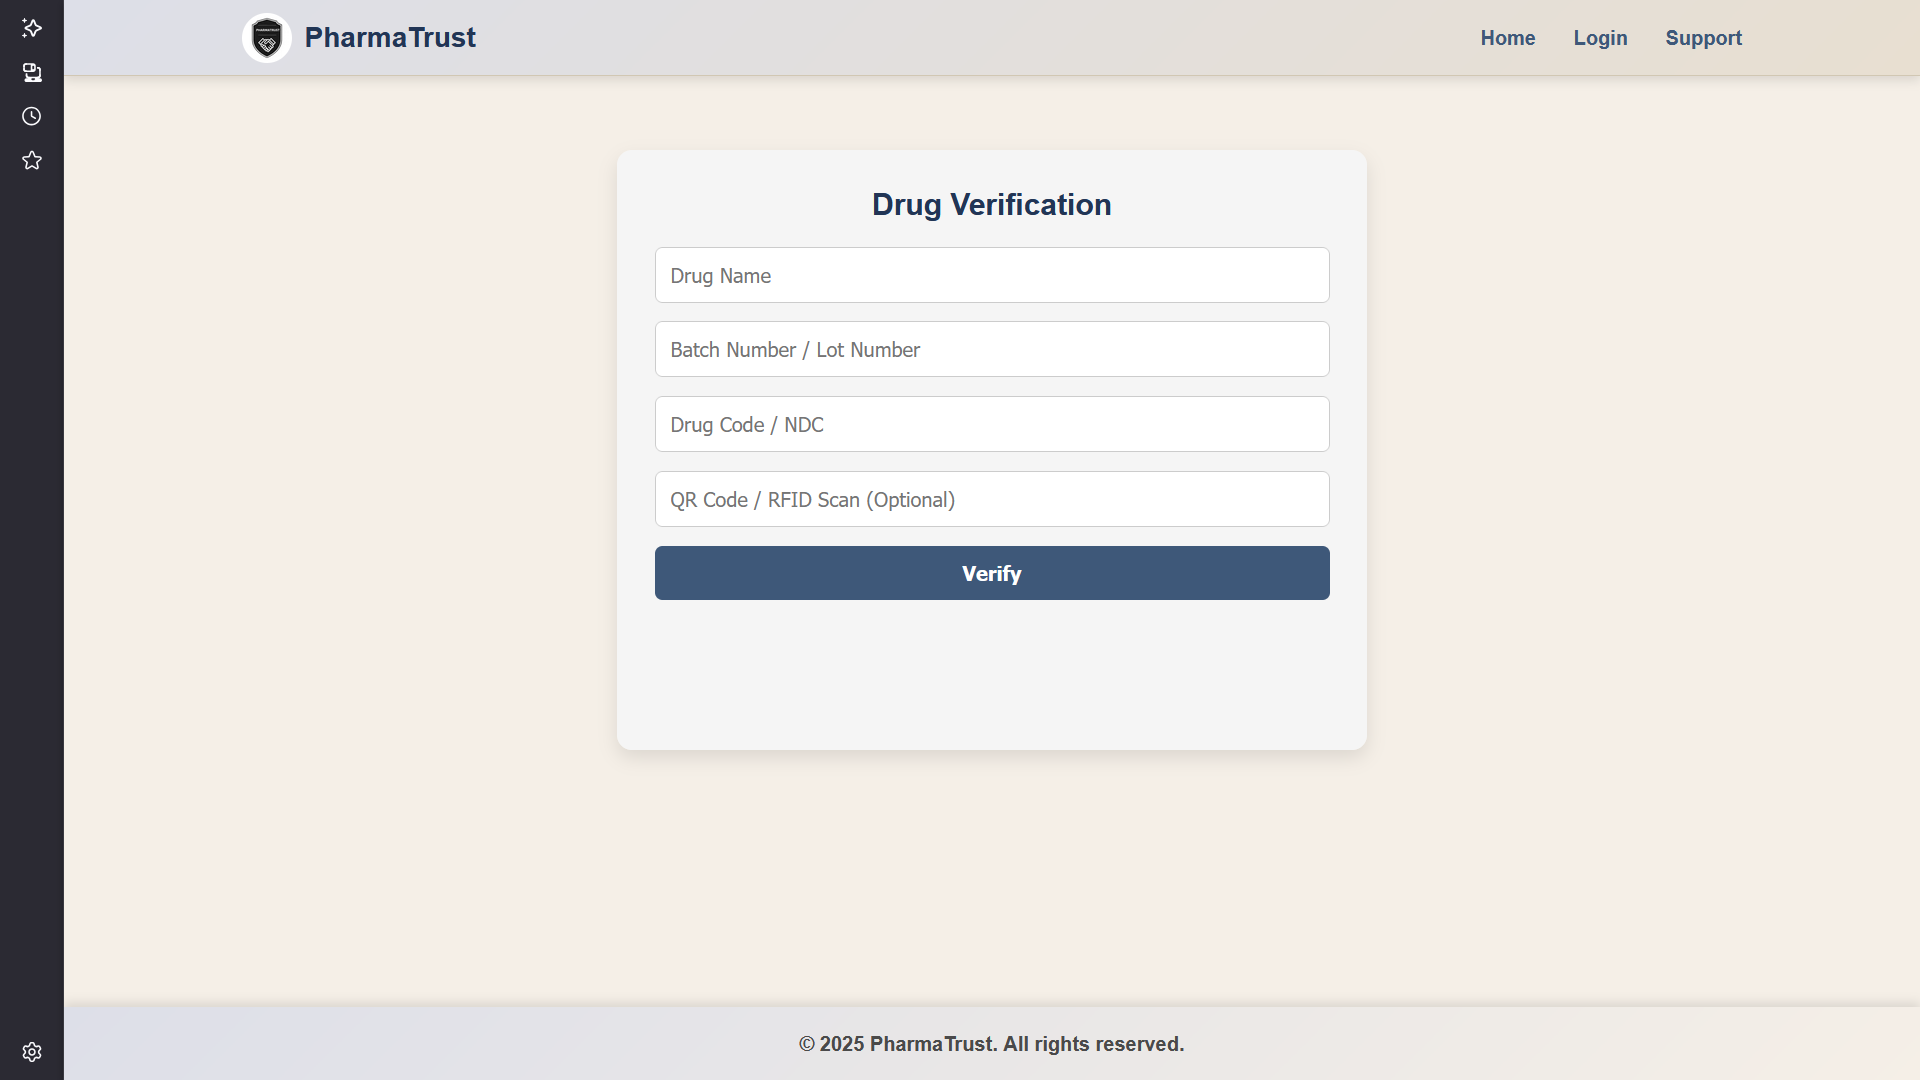 PharmaTrust
Home
Login
Support
Drug Verification
Drug Name
Batch Number / Lot Number
Drug Code / NDC
QR Code / RFID Scan (Optional)
Verify
© 2025 PharmaTrust. All rights reserved.